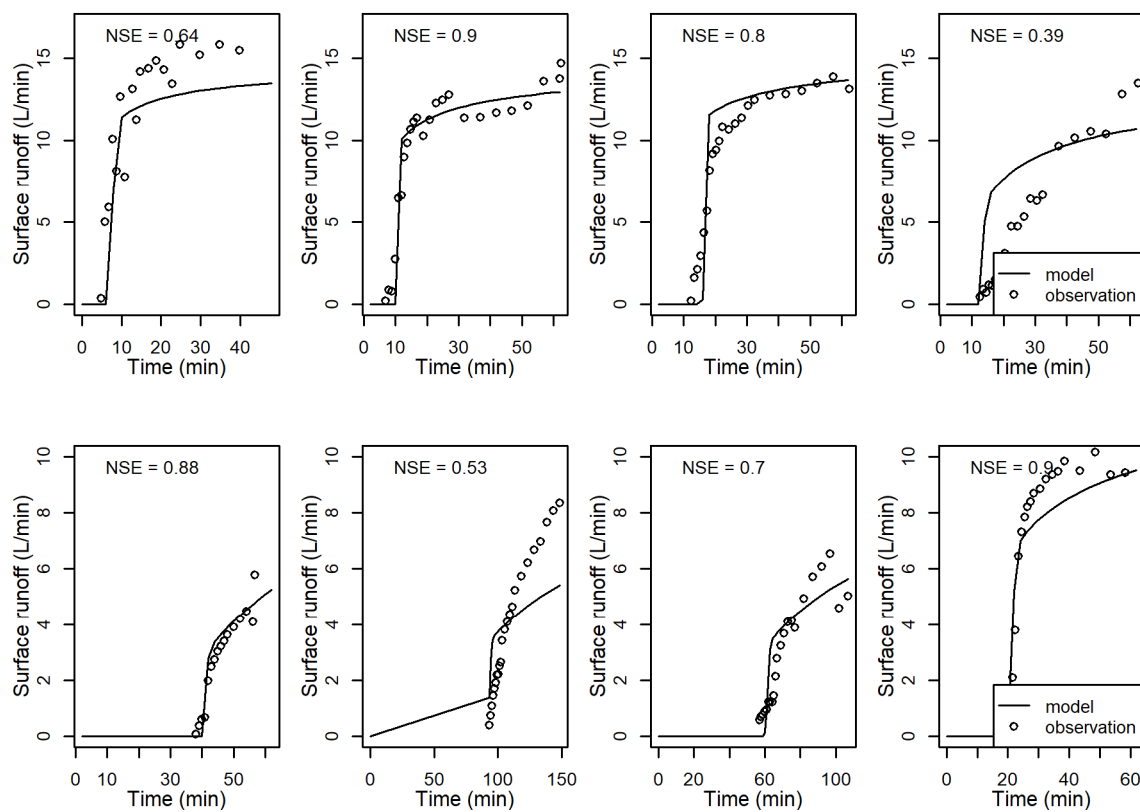 NSE = 0.64
Surface runoff (L/min)
0 5 10 15
0 10 20 30 40
Time (min)
NSE = 0.9
Surface runoff (L/min)
0 5 10 15
0 10 30 50
Time (min)
NSE = 0.8
Surface runoff (L/min)
0 5 10 15
0 10 30 50
Time (min)
NSE = 0.39
Surface runoff (L/min)
0 5 10 15
0 10 30 50
Time (min)
model
observation
NSE = 0.88
Surface runoff (L/min)
0 2 4 6 8 10
0 10 30 50
Time (min)
NSE = 0.53
Surface runoff (L/min)
0 2 4 6 8 10
0 50 100 150
Time (min)
NSE = 0.7
Surface runoff (L/min)
0 2 4 6 8 10
0 20 60 100
Time (min)
NSE = 0.9
Surface runoff (L/min)
0 2 4 6 8 10
0 20 40 60
Time (min)
model
observation